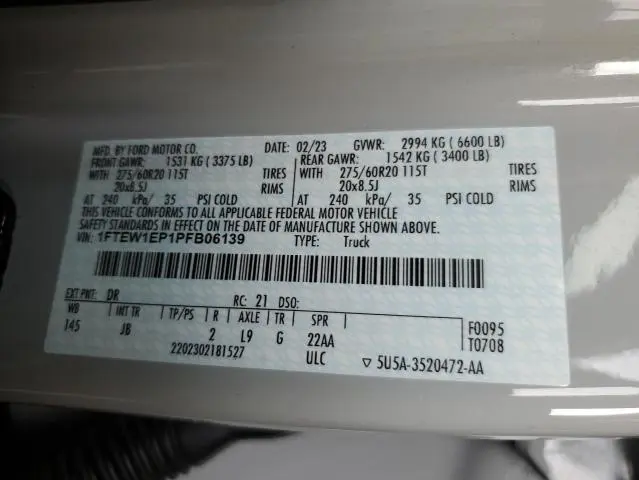 MFD. BY FORD MOTOR CO. DATE: 02/23 GVWR: 2994 KG ( 6600 LB)
FRONT GAWR: 1531 KG ( 3375 LB) REAR GAWR: 1542 KG ( 3400 LB)
WITH 275/60R20 115T TIRES WITH 275/60R20 115T TIRES
20x8.5J RIMS 20x8.5J RIMS
AT 240 kPa/ 35 PSI COLD AT 240 kPa/ 35 PSI COLD
THIS VEHICLE CONFORMS TO ALL APPLICABLE FEDERAL MOTOR VEHICLE
SAFETY STANDARDS IN EFFECT ON THE DATE OF MANUFACTURE SHOWN ABOVE.
VIN: 1FTEW1EP1PFB06139 TYPE: Truck
EXT PNT: DR RC: 21 DSO:
WB INT TR TP/PS R AXLE TR SPR F0095
145 JB 2 L9 G 22AA T0708
2202302181527 ULC ▽ 5U5A-3520472-AA